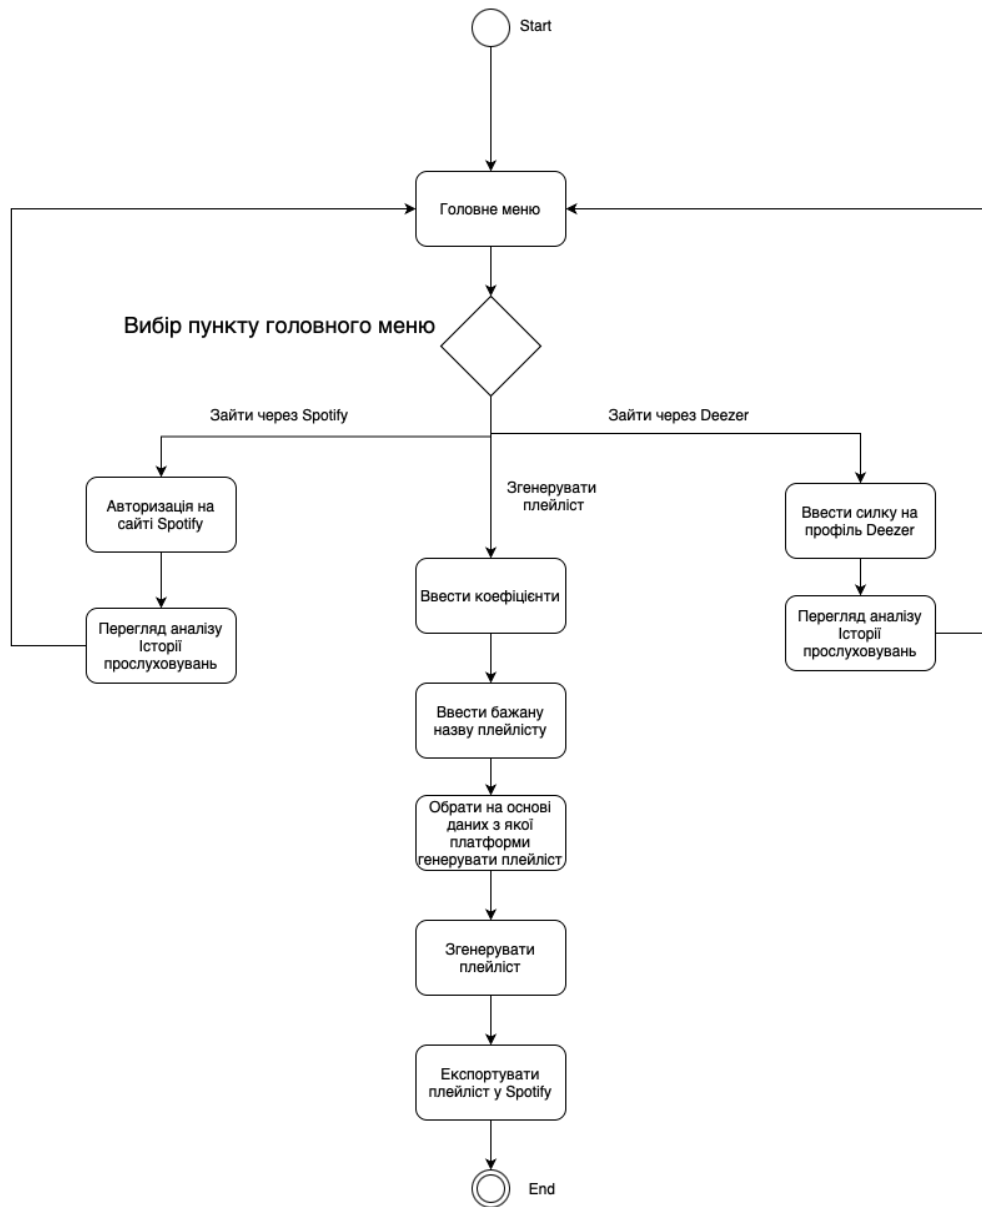 Start
Головне меню
Вибір пункту головного меню
Зайти через Spotify
Зайти через Deezer
Згенерувати
плейліст
Авторизація на
сайті Spotify
Ввести силку на
профіль Deezer
Ввести коефіцієнти
Перегляд аналізу
Історії
прослуховувань
Перегляд аналізу
Історії
прослуховувань
Ввести бажану
назву плейлісту
Обрати на основі
даних з якої
платформи
генерувати плейліст
Згенерувати
плейліст
Експортувати
плейліст у Spotify
End